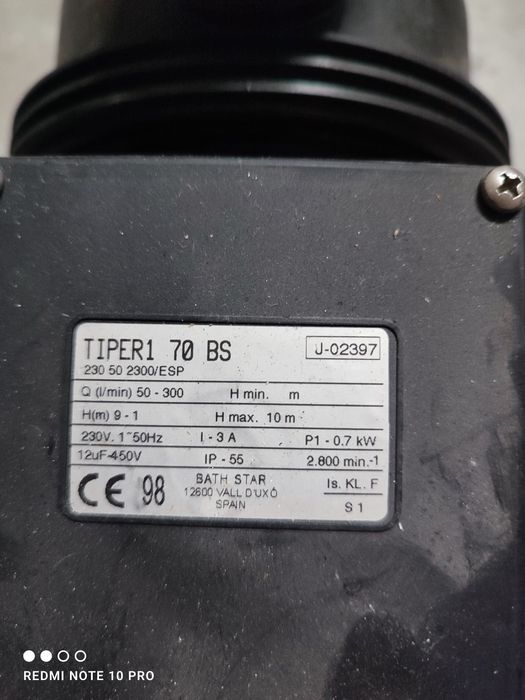 TIPER1 70 BS J-02397
230 50 2300/ESP
Q (l/min) 50 - 300 H min. m
H(m) 9 - 1 H max. 10 m
230V. 1~50Hz I - 3 A P1 - 0.7 kW
12uF-450V IP - 55 2.800 min.-1
CE 98 BATH STAR Is. KL. F
12600 VALL D'UXÓ
SPAIN S 1
REDMI NOTE 10 PRO